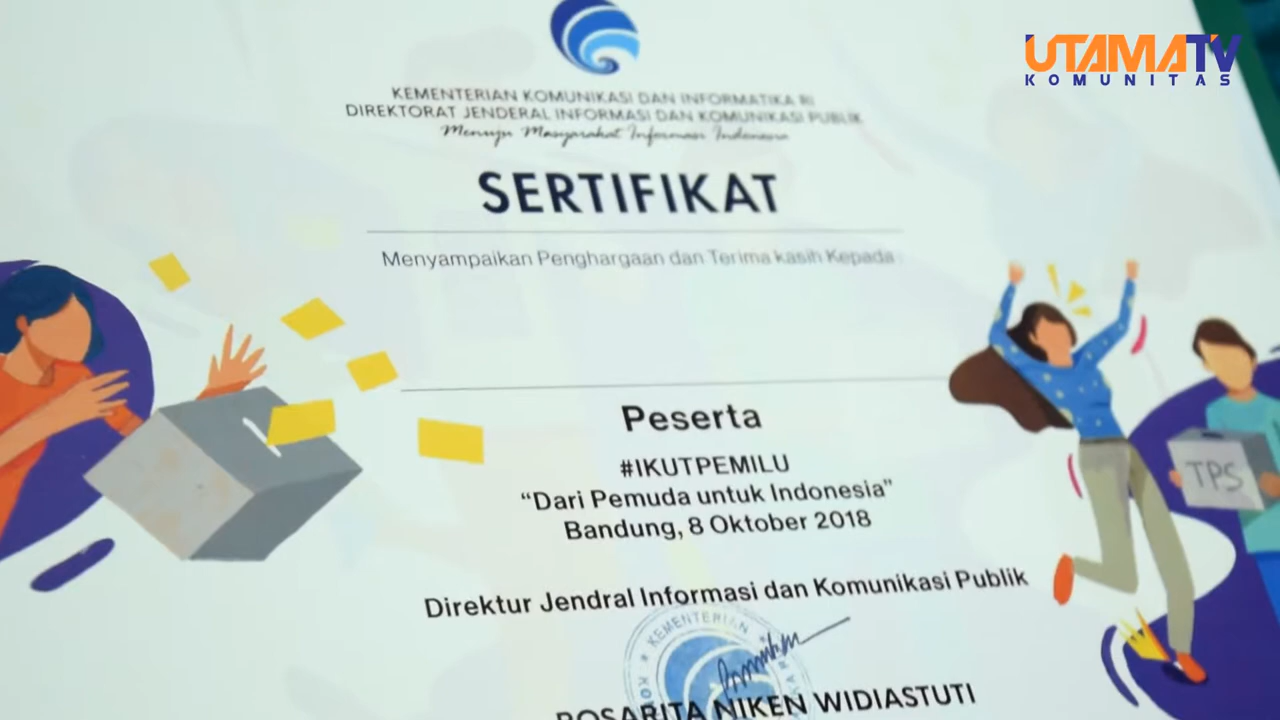 UTAMATV
KOMUNITAS
KEMENTERIAN KOMUNIKASI DAN INFORMATIKA RI
DIREKTORAT JENDERAL INFORMASI DAN KOMUNIKASI PUBLIK
Menuju Masyarakat Informasi Indonesia
SERTIFIKAT
Menyampaikan Penghargaan dan Terima kasih Kepada
Peserta
#IKUTPEMILU
“Dari Pemuda untuk Indonesia”
Bandung, 8 Oktober 2018
TPS
Direktur Jendral Informasi dan Komunikasi Publik
KEMENTERIAN
ROSARITA NIKEN WIDIASTUTI